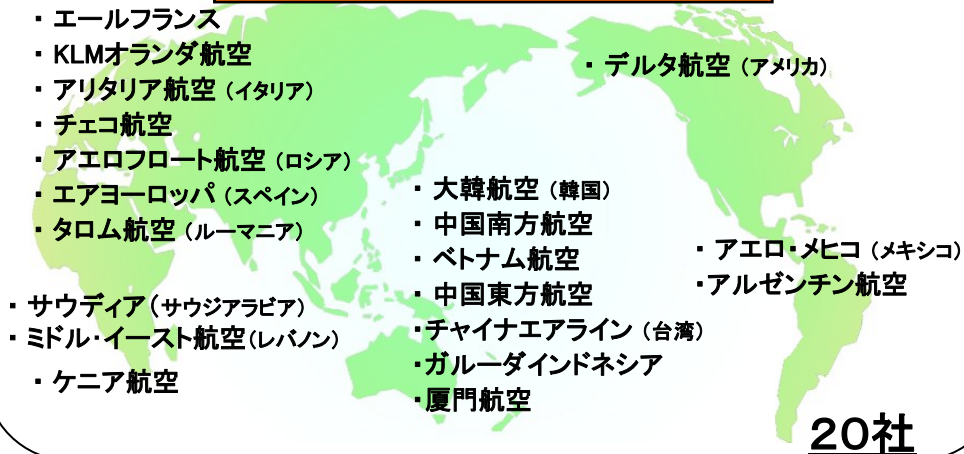 ・ エールフランス
・ KLMオランダ航空
・ アリタリア航空 （イタリア）
・ チェコ航空
・ アエロフロート航空 （ロシア）
・ エアヨーロッパ （スペイン）
・ タロム航空 （ルーマニア）
・ サウディア（サウジアラビア）
・ ミドル・イースト航空（レバノン）
・ ケニア航空
・ デルタ航空 （アメリカ）
・ 大韓航空 （韓国）
・ 中国南方航空
・ ベトナム航空
・ 中国東方航空
・チャイナエアライン （台湾）
・ガルーダインドネシア
・厦門航空
・ アエロ・メヒコ （メキシコ）
・アルゼンチン航空
２０社